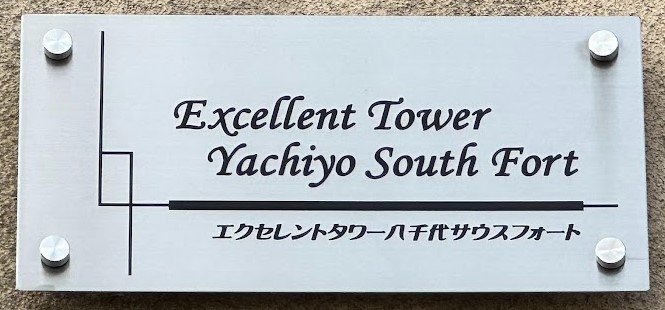 Excellent Tower
Yachiyo South Fort
エクセレントタワー八千代サウスフォート